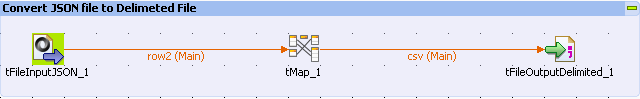 Convert JSON file to Delimeted File
row2 (Main)
csv (Main)
tFileInputJSON_1
tMap_1
tFileOutputDelimited_1